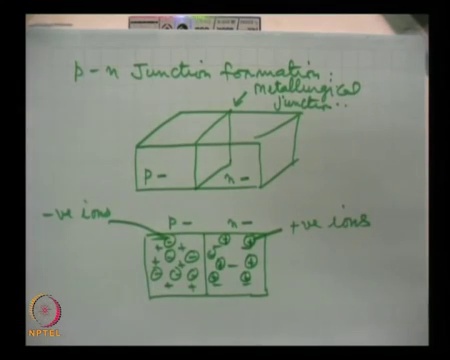 p-n Junction formation:
metallurgical
junction..
p-
n-
-ve ions
p-
n-
+ve ions
NPTEL